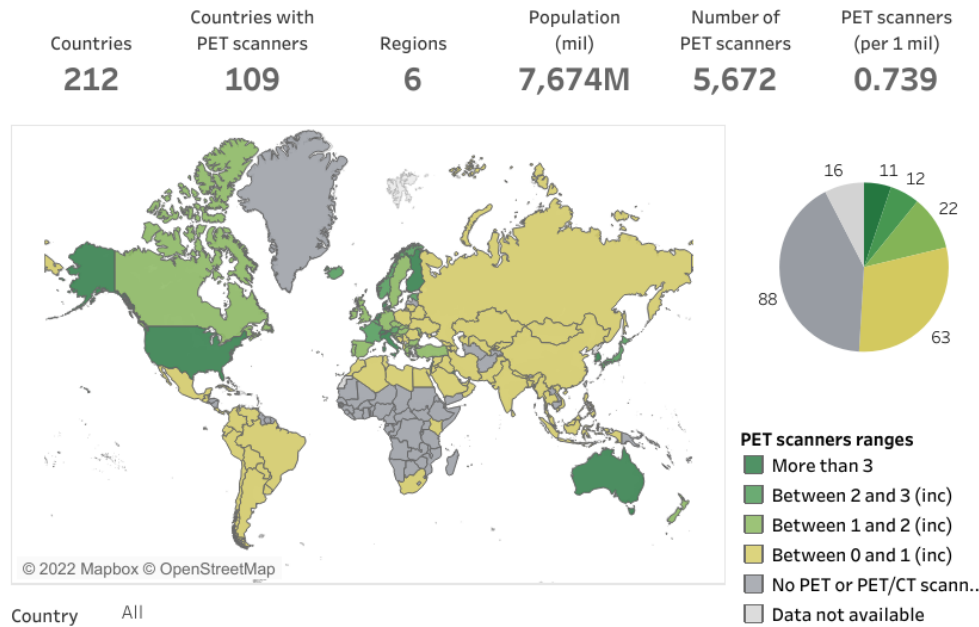 Countries
212
Countries with
PET scanners
109
Regions
6
Population
(mil)
7,674M
Number of
PET scanners
5,672
PET scanners
(per 1 mil)
0.739
16
11
12
22
88
63
PET scanners ranges
More than 3
Between 2 and 3 (inc)
Between 1 and 2 (inc)
Between 0 and 1 (inc)
No PET or PET/CT scann..
Data not available
© 2022 Mapbox © OpenStreetMap
Country All